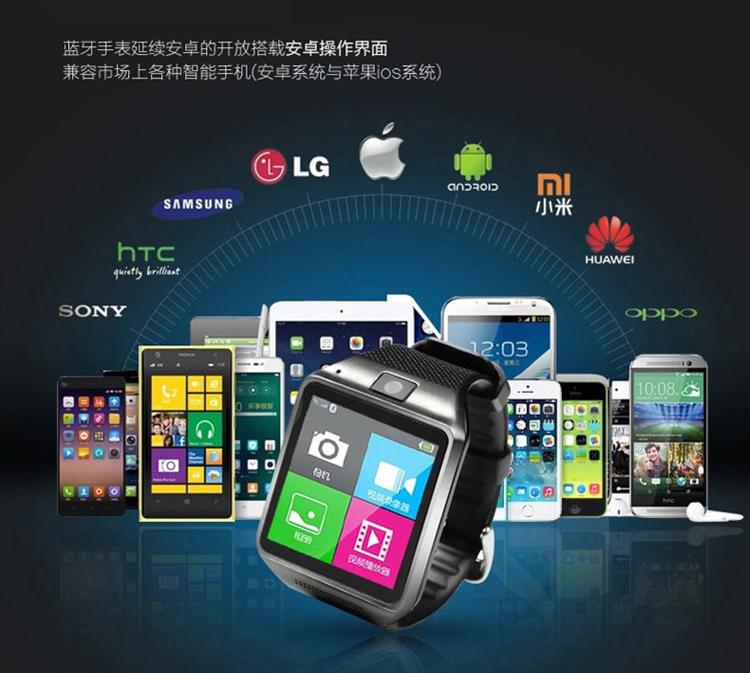 蓝牙手表延续安卓的开放搭载安卓操作界面
兼容市场上各种智能手机(安卓系统与苹果ios系统)
LG
ANDROID
SAMSUNG
MI
小米
hTC
quietly brilliant
HUAWEI
SONY
oppo
12:03
NOKIA
10:08
相机
视频录像器
相册
视频播放器
hTC